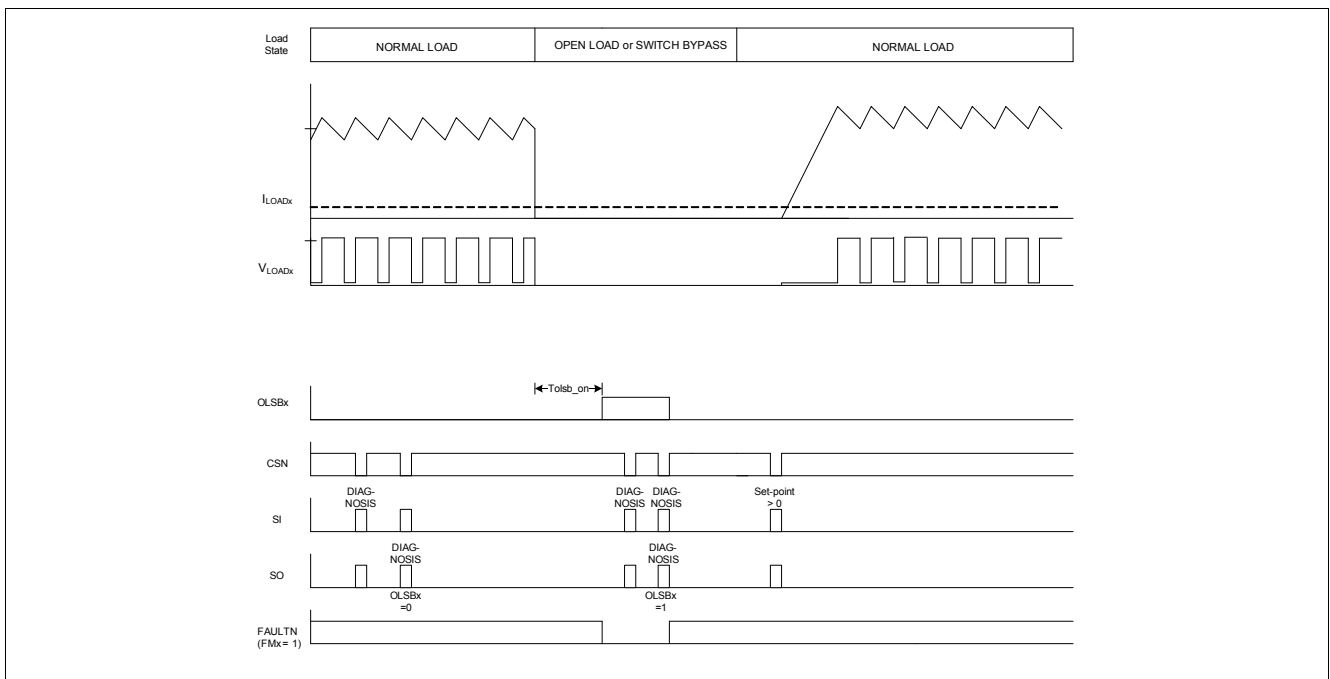 Load
State
NORMAL LOAD
OPEN LOAD or SWITCH BYPASS
NORMAL LOAD
ILOADx
VLOADx
Tolsb_on
OLSBx
CSN
DIAG-
NOSIS
DIAG-
NOSIS
DIAG-
NOSIS
Set-point
> 0
SI
DIAG-
NOSIS
DIAG-
NOSIS
SO
OLSBx
=0
OLSBx
=1
FAULTN
(FMx = 1)